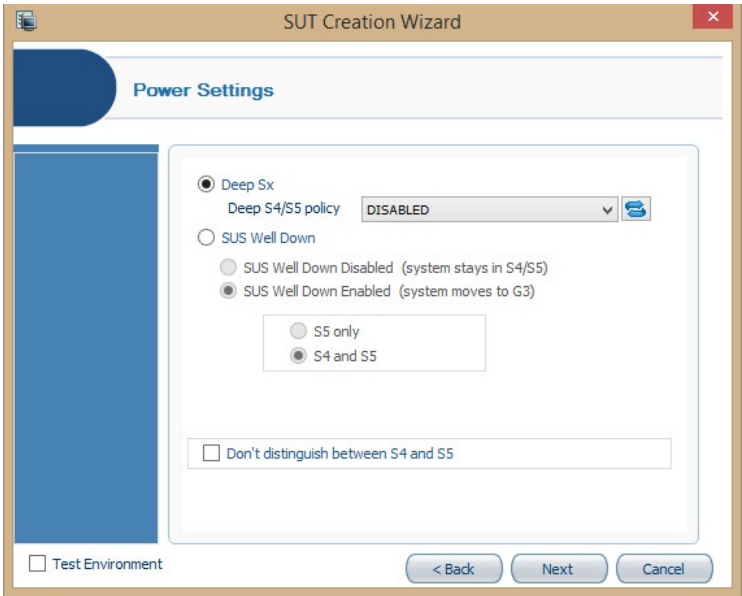 SUT Creation Wizard
Power Settings
Deep Sx
Deep S4/S5 policy DISABLED
SUS Well Down
SUS Well Down Disabled (system stays in S4/S5)
SUS Well Down Enabled (system moves to G3)
S5 only
S4 and S5
Don't distinguish between S4 and S5
Test Environment
< Back Next Cancel